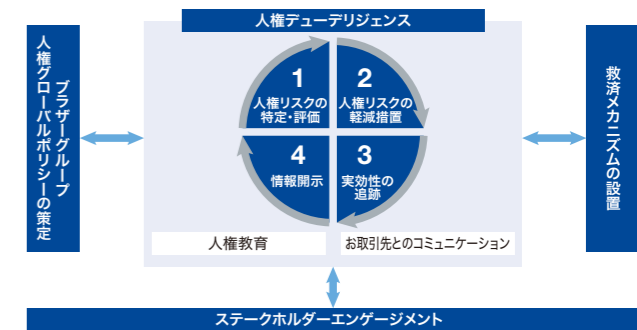 人権デューデリジェンス
ブラザーグループ
人権グローバルポリシーの策定
1
人権リスクの
特定・評価
2
人権リスクの
軽減措置
4
情報開示
3
実効性の
追跡
人権教育
お取引先とのコミュニケーション
救済メカニズムの設置
ステークホルダーエンゲージメント